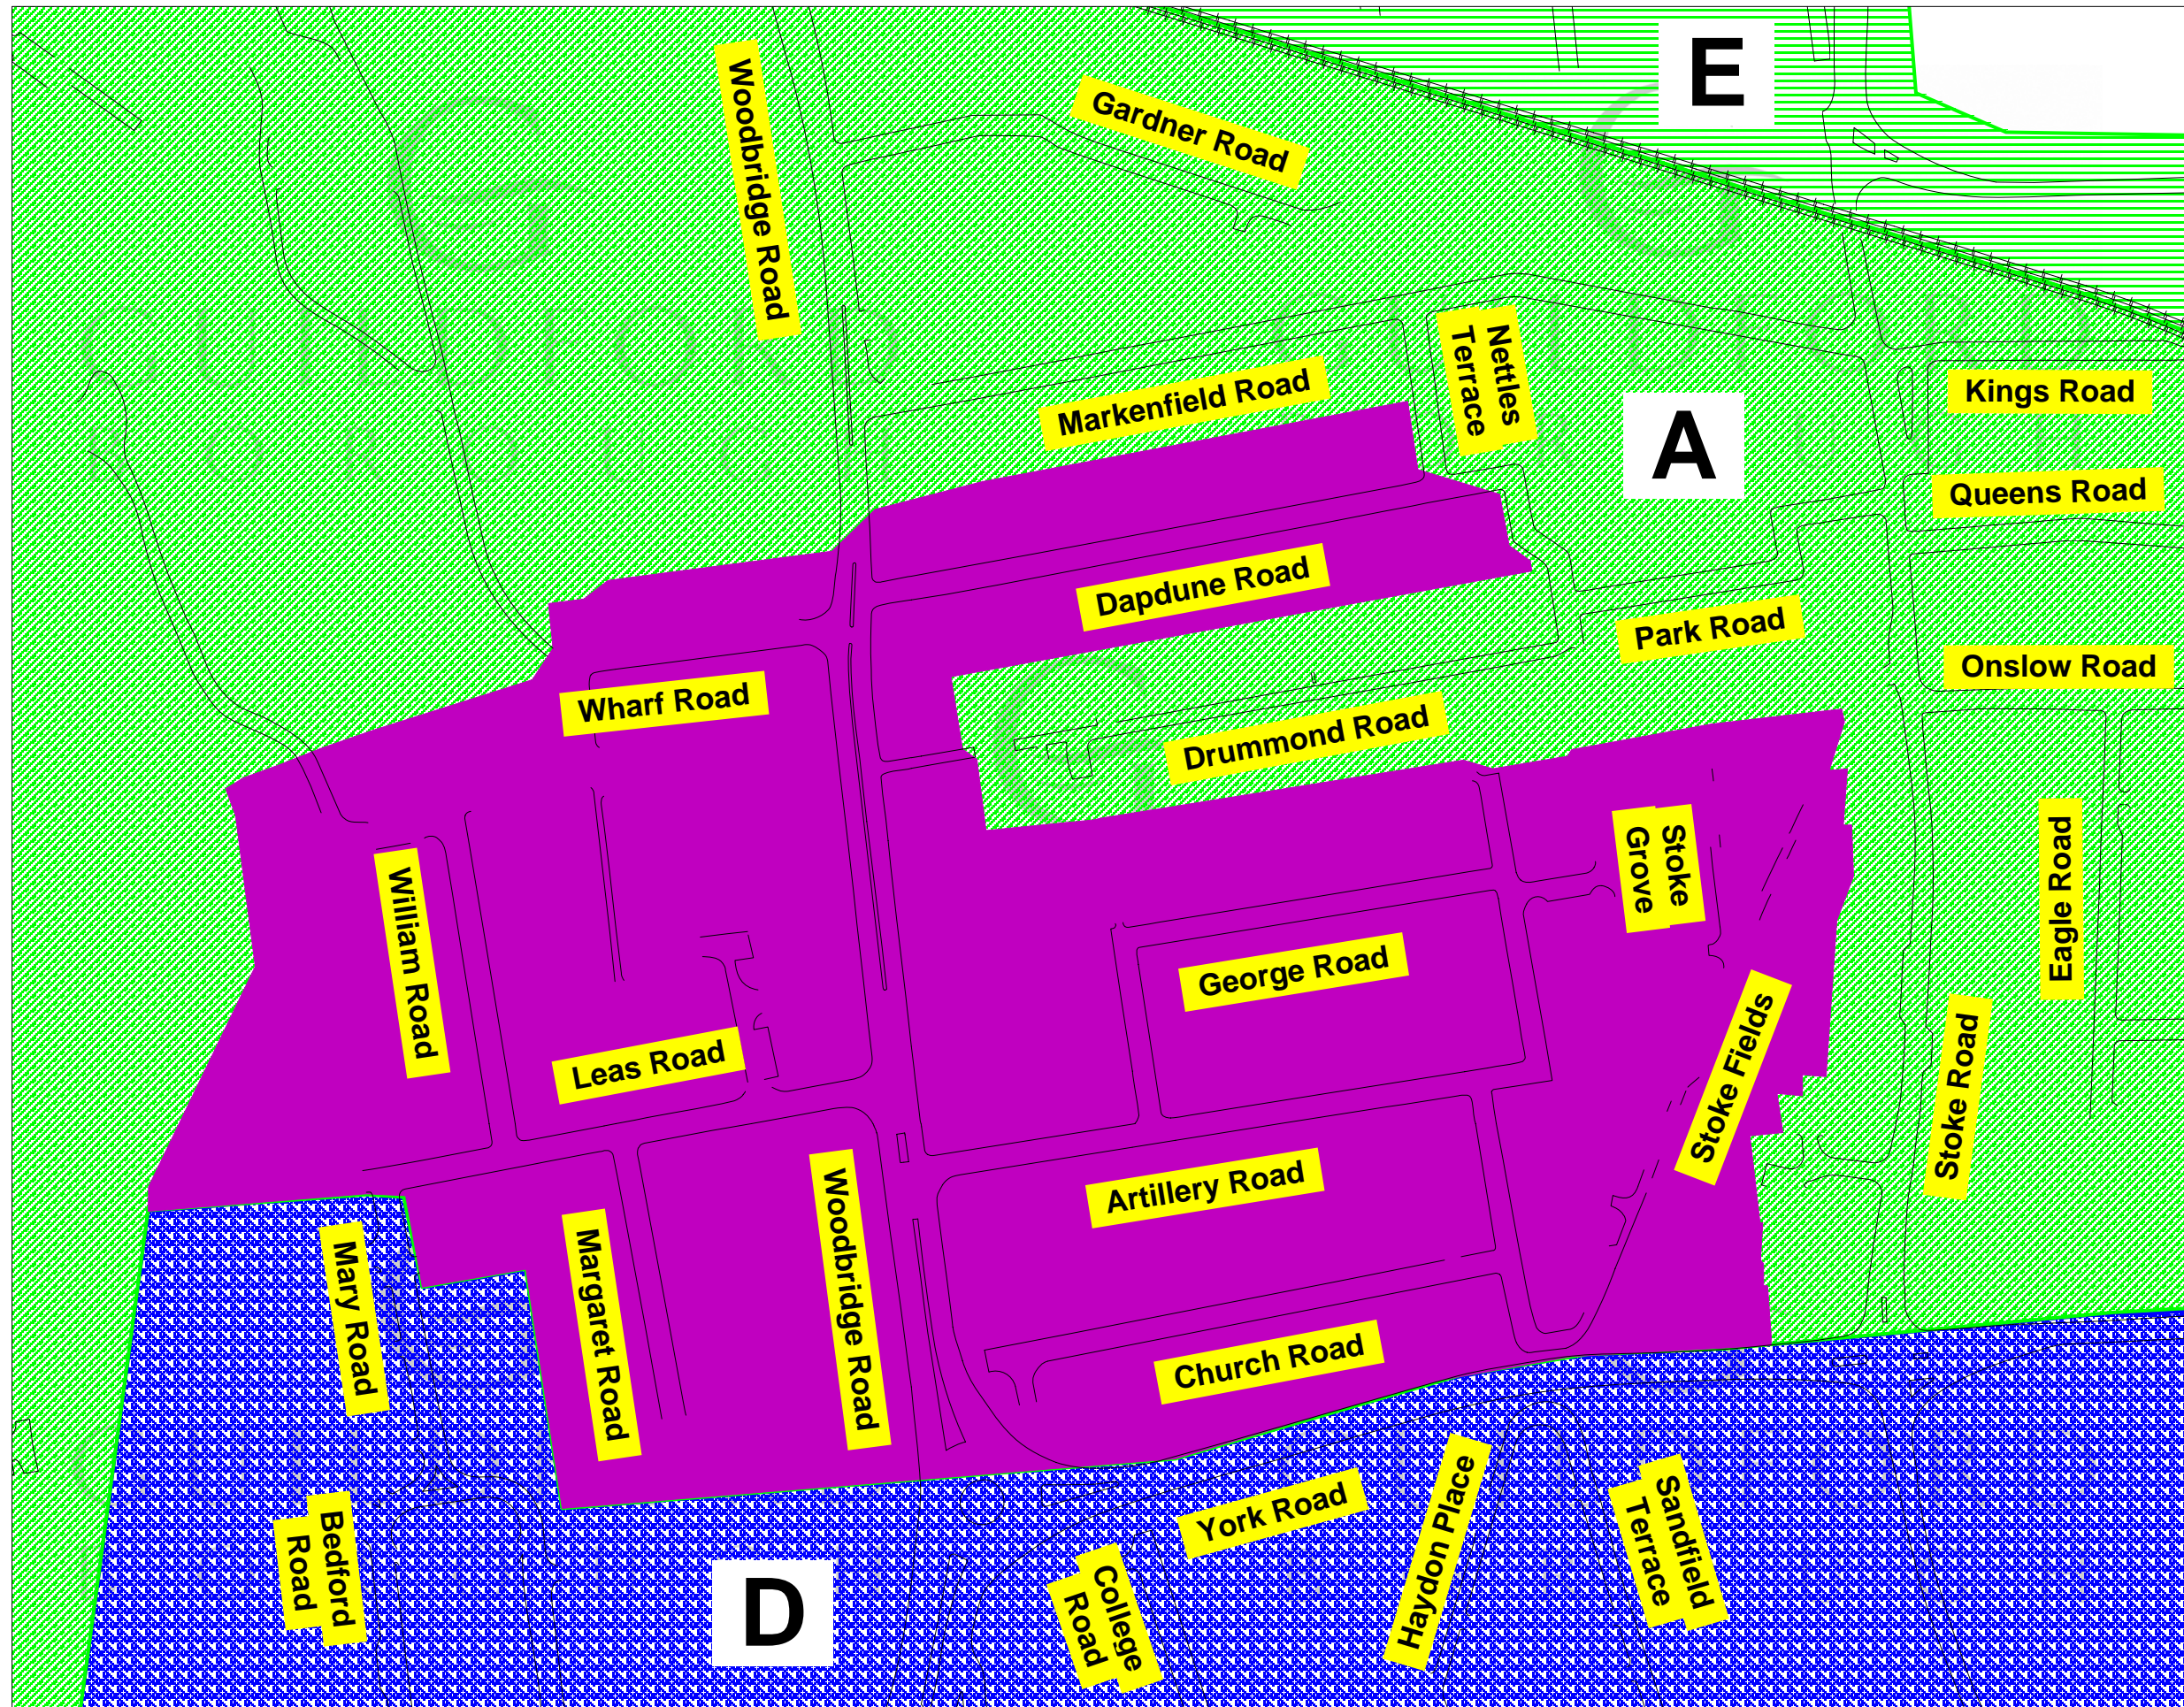 E
Woodbridge Road
Gardner Road
Nettles
Terrace
Markenfield Road
A
Kings Road
Queens Road
Dapdune Road
Park Road
Onslow Road
Wharf Road
Drummond Road
Stoke
Grove
Eagle Road
William Road
George Road
Stoke Fields
Stoke Road
Leas Road
Artillery Road
Mary Road
Margaret Road
Woodbridge Road
Church Road
York Road
Haydon Place
Sandfield
Terrace
Bedford
Road
D
College
Road